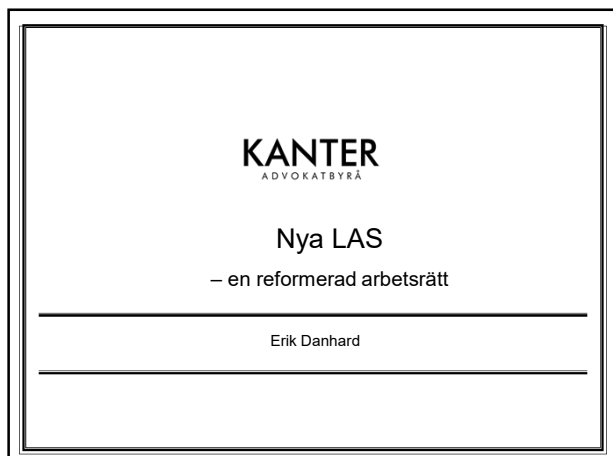 KANTER
ADVOKATBYRÅ
Nya LAS
– en reformerad arbetsrätt
Erik Danhard